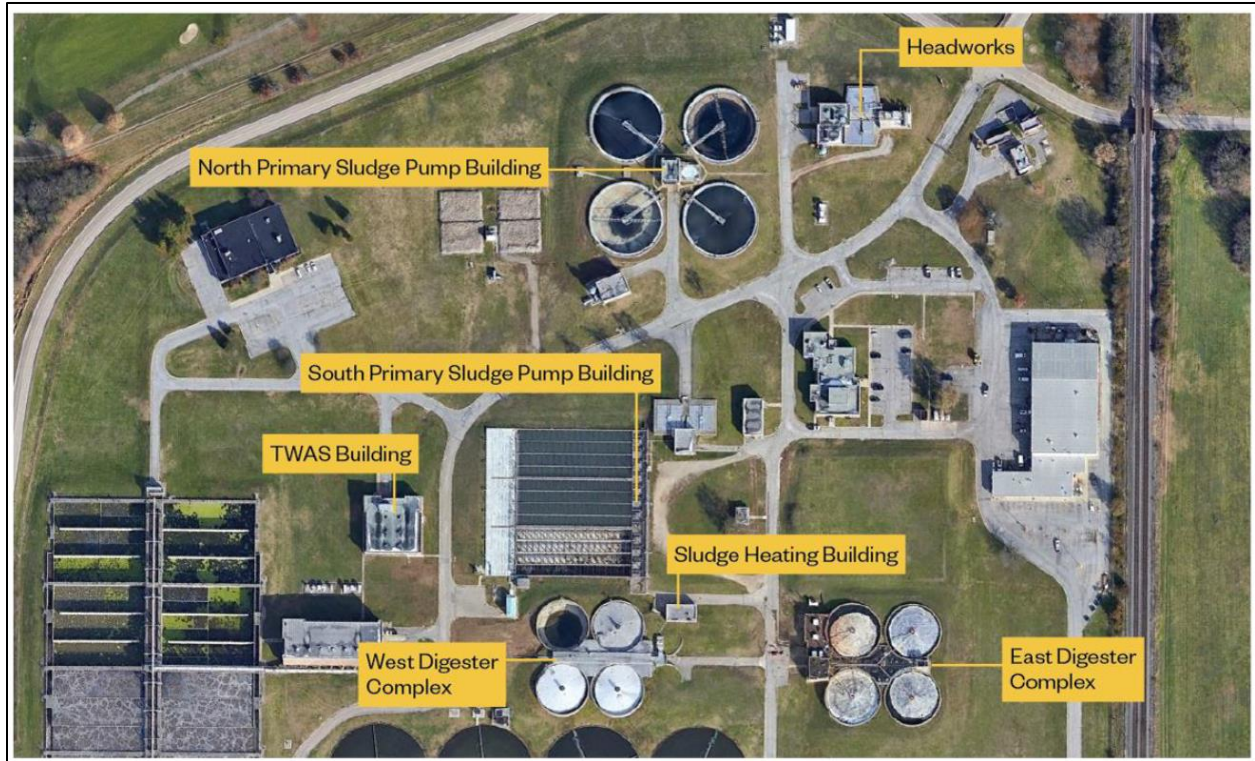 Headworks
North Primary Sludge Pump Building
South Primary Sludge Pump Building
TWAS Building
Sludge Heating Building
West Digester
Complex
East Digester
Complex